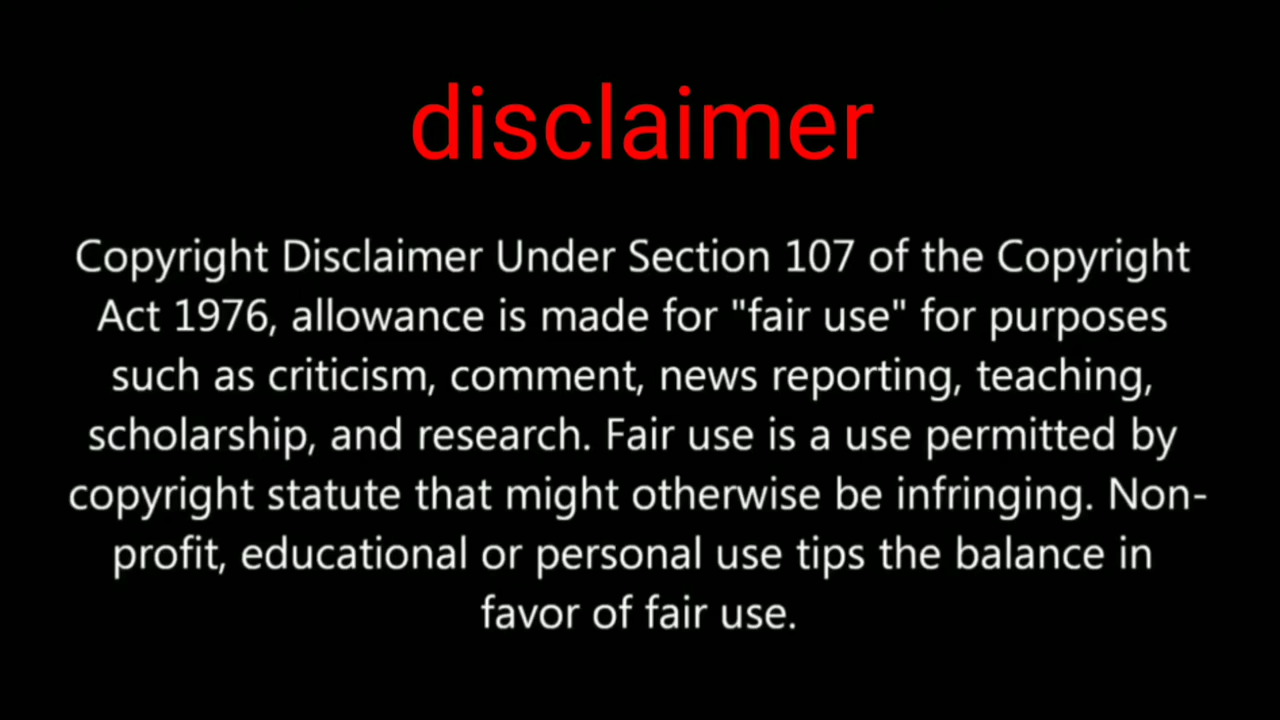 disclaimer
Copyright Disclaimer Under Section 107 of the Copyright
Act 1976, allowance is made for "fair use" for purposes
such as criticism, comment, news reporting, teaching,
scholarship, and research. Fair use is a use permitted by
copyright statute that might otherwise be infringing. Non-
profit, educational or personal use tips the balance in
favor of fair use.